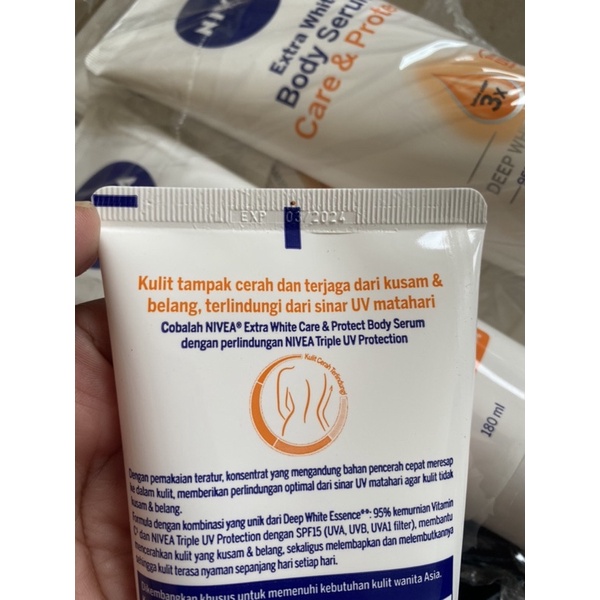 NIVEA
Extra White
Body Serum
Care & Protect
3x
DEEP
180 ml
EXP 03/2024
Kulit tampak cerah dan terjaga dari kusam &
belang, terlindungi dari sinar UV matahari
Cobalah NIVEA® Extra White Care & Protect Body Serum
dengan perlindungan NIVEA Triple UV Protection
Kulit Cerah Terlindungi
Dengan pemakaian teratur, konsentrat yang mengandung bahan pencerah cepat meresap
ke dalam kulit, memberikan perlindungan optimal dari sinar UV matahari agar kulit tidak
kusam & belang.
Formula dengan kombinasi yang unik dari Deep White Essence**: 95% kemurnian Vitamin
C* dan NIVEA Triple UV Protection dengan SPF15 (UVA, UVB, UVA1 filter), membantu
mencerahkan kulit yang kusam & belang, sekaligus melembapkan dan melembutkannya
sehingga kulit terasa nyaman sepanjang hari setiap hari.
Dikembangkan khusus untuk memenuhi kebutuhan kulit wanita Asia.